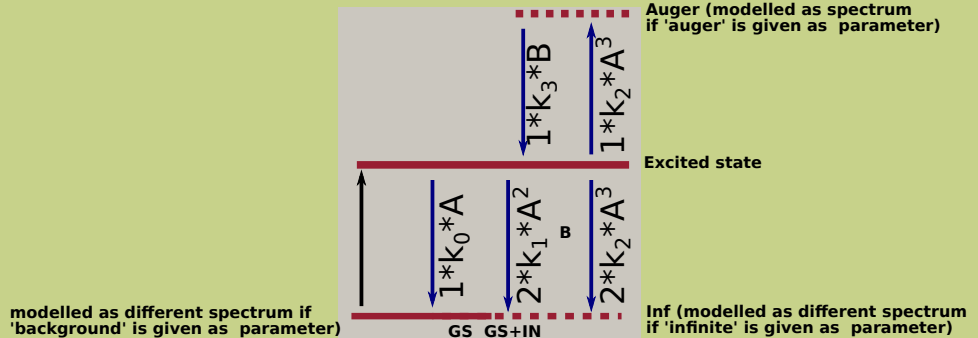 Auger (modelled as spectrum
if 'auger' is given as parameter)
1*k₃*B
1*k₂*A³
Excited state
1*k₀*A
2*k₁*A²
B
2*k₂*A³
modelled as different spectrum if
'background' is given as parameter)
Inf (modelled as different spectrum
if 'infinite' is given as parameter)
GS GS+IN